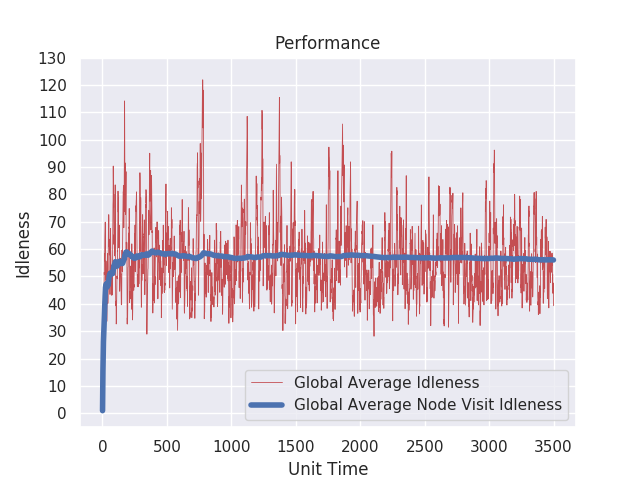 Performance
130
120
110
100
90
80
70
60
50
40
30
20
10
0
Idleness
Global Average Idleness
Global Average Node Visit Idleness
0 500 1000 1500 2000 2500 3000 3500
Unit Time